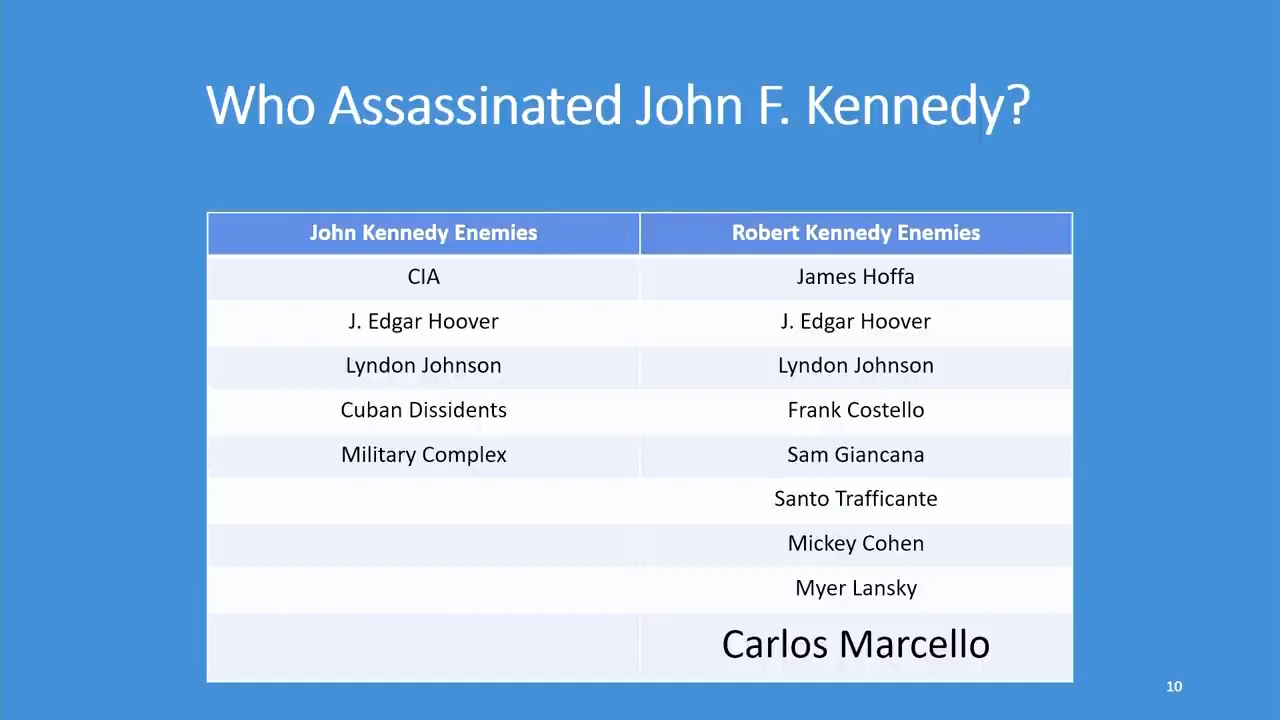 Who Assassinated John F. Kennedy?
John Kennedy Enemies Robert Kennedy Enemies
CIA James Hoffa
J. Edgar Hoover J. Edgar Hoover
Lyndon Johnson Lyndon Johnson
Cuban Dissidents Frank Costello
Military Complex Sam Giancana
Santo Trafficante
Mickey Cohen
Myer Lansky
Carlos Marcello
10